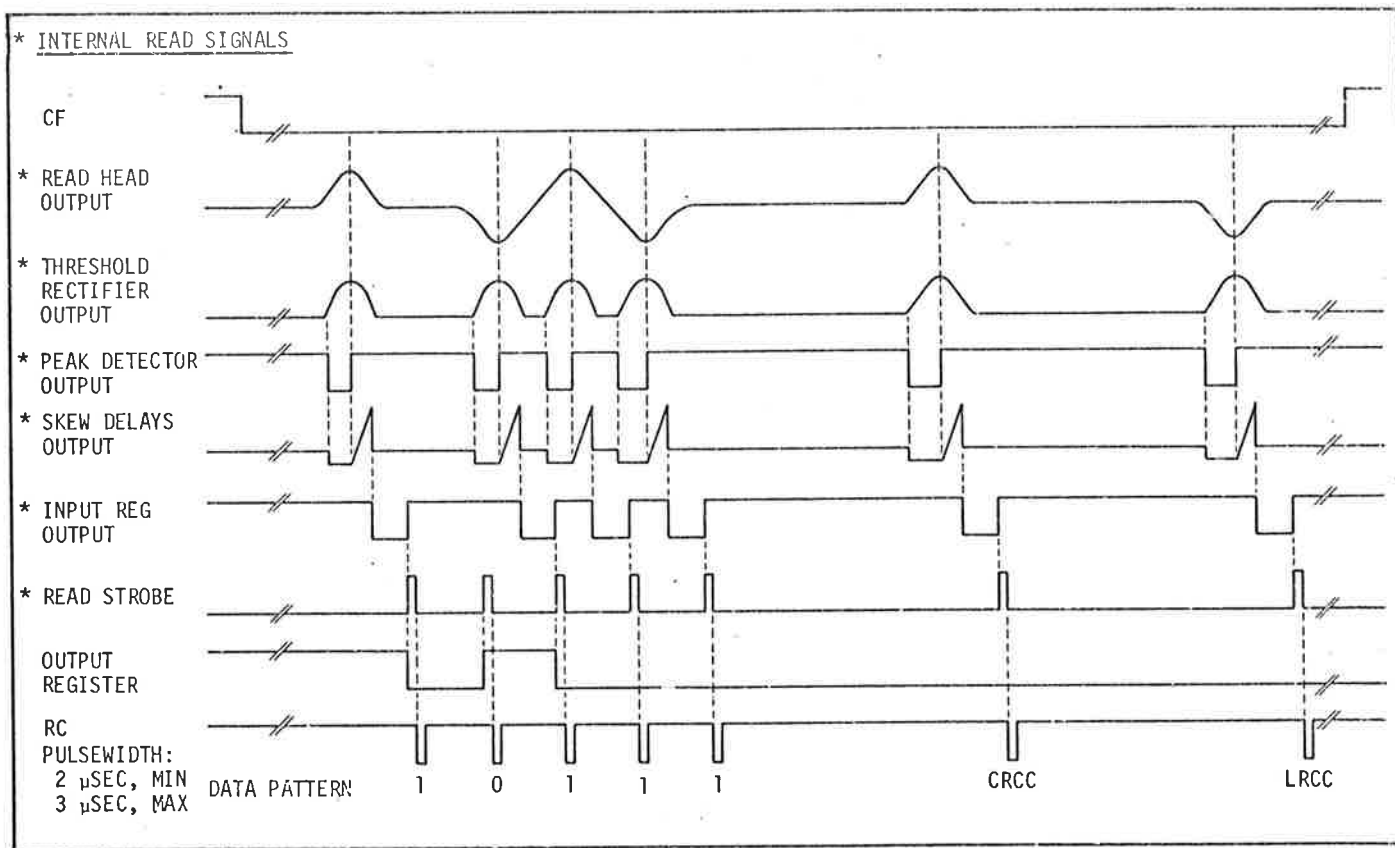 * INTERNAL READ SIGNALS
CF
* READ HEAD
OUTPUT
* THRESHOLD
RECTIFIER
OUTPUT
* PEAK DETECTOR
OUTPUT
* SKEW DELAYS
OUTPUT
* INPUT REG
OUTPUT
* READ STROBE
OUTPUT
REGISTER
RC
PULSEWIDTH:
2 µSEC, MIN
3 µSEC, MAX
DATA PATTERN 1 0 1 1 1 CRCC LRCC